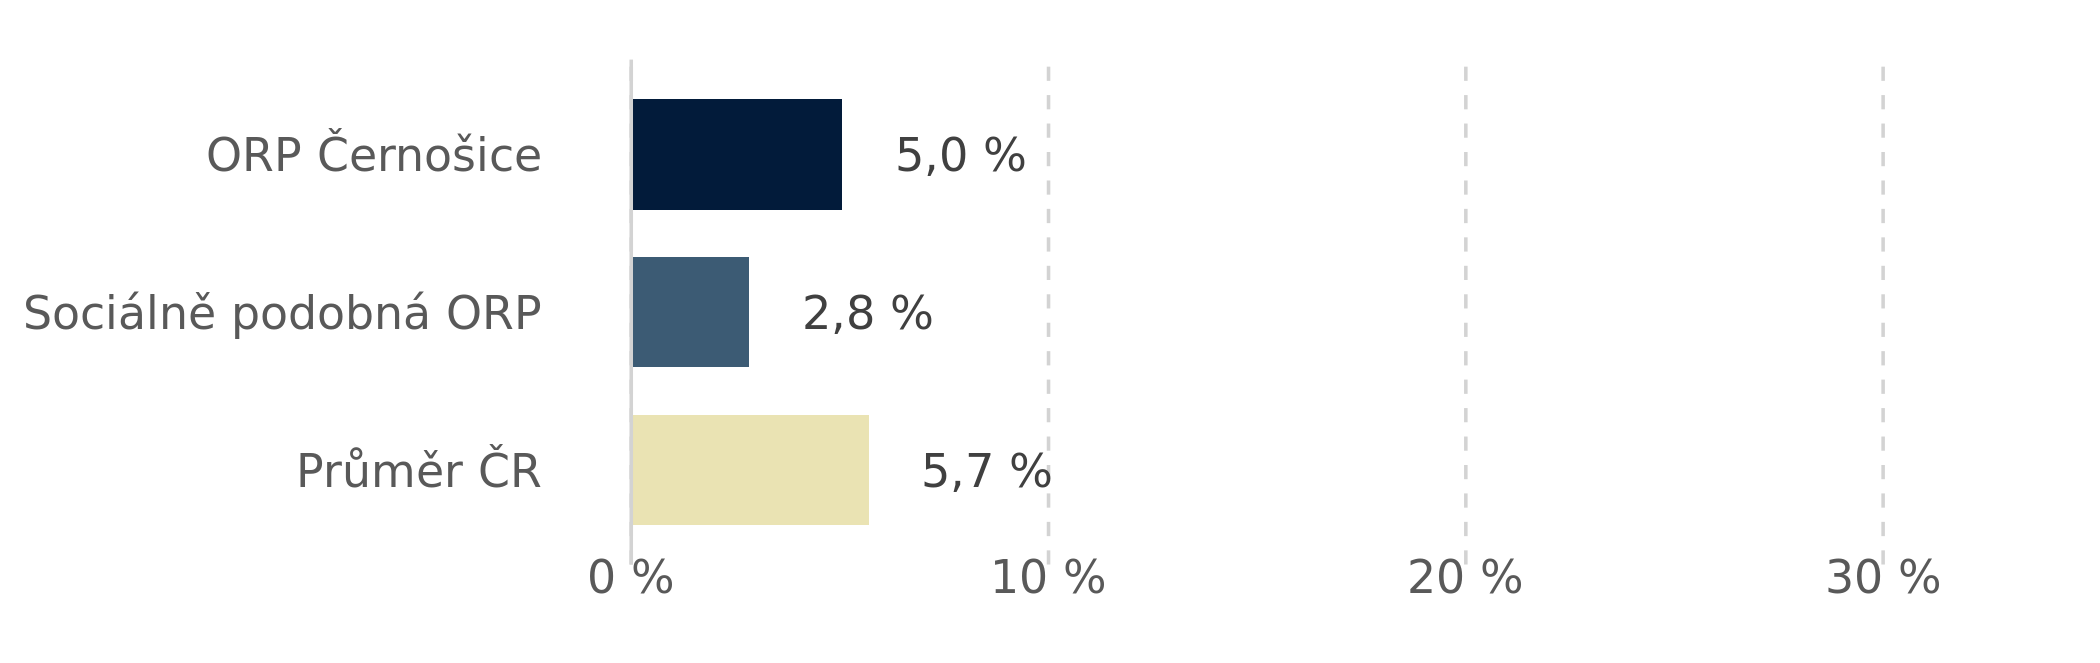 ORP Černošice 5,0 %
Sociálně podobná ORP 2,8 %
Průměr ČR 5,7 %
0 % 10 % 20 % 30 %